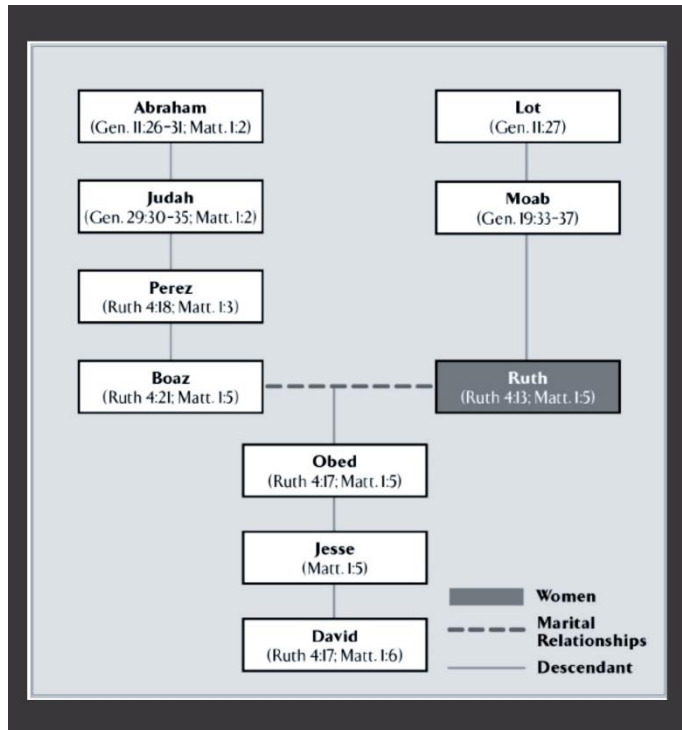 Abraham
(Gen. 11:26-31; Matt. 1:2)
Lot
(Gen. 11:27)
Judah
(Gen. 29:30-35; Matt. 1:2)
Moab
(Gen. 19:33-37)
Perez
(Ruth 4:18; Matt. 1:3)
Boaz
(Ruth 4:21; Matt. 1:5)
Ruth
(Ruth 4:13; Matt. 1:5)
Obed
(Ruth 4:17; Matt. 1:5)
Jesse
(Matt. 1:5)
David
(Ruth 4:17; Matt. 1:6)
Women
Marital
Relationships
Descendant